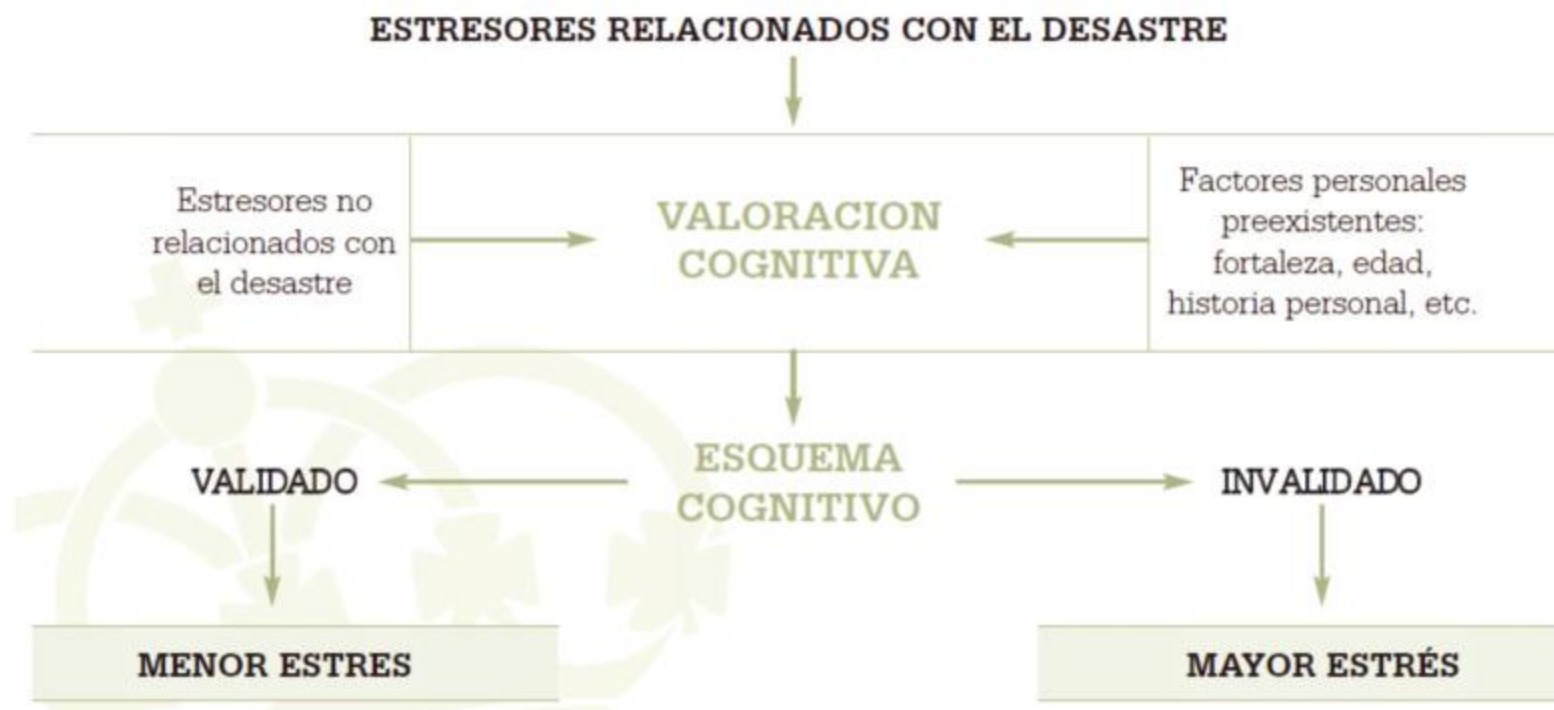 ESTRESORES RELACIONADOS CON EL DESASTRE
Estresores no
relacionados con
el desastre
VALORACION
COGNITIVA
Factores personales
preexistentes:
fortaleza, edad,
historia personal, etc.
VALIDADO
ESQUEMA
COGNITIVO
INVALIDADO
MENOR ESTRES
MAYOR ESTRÉS